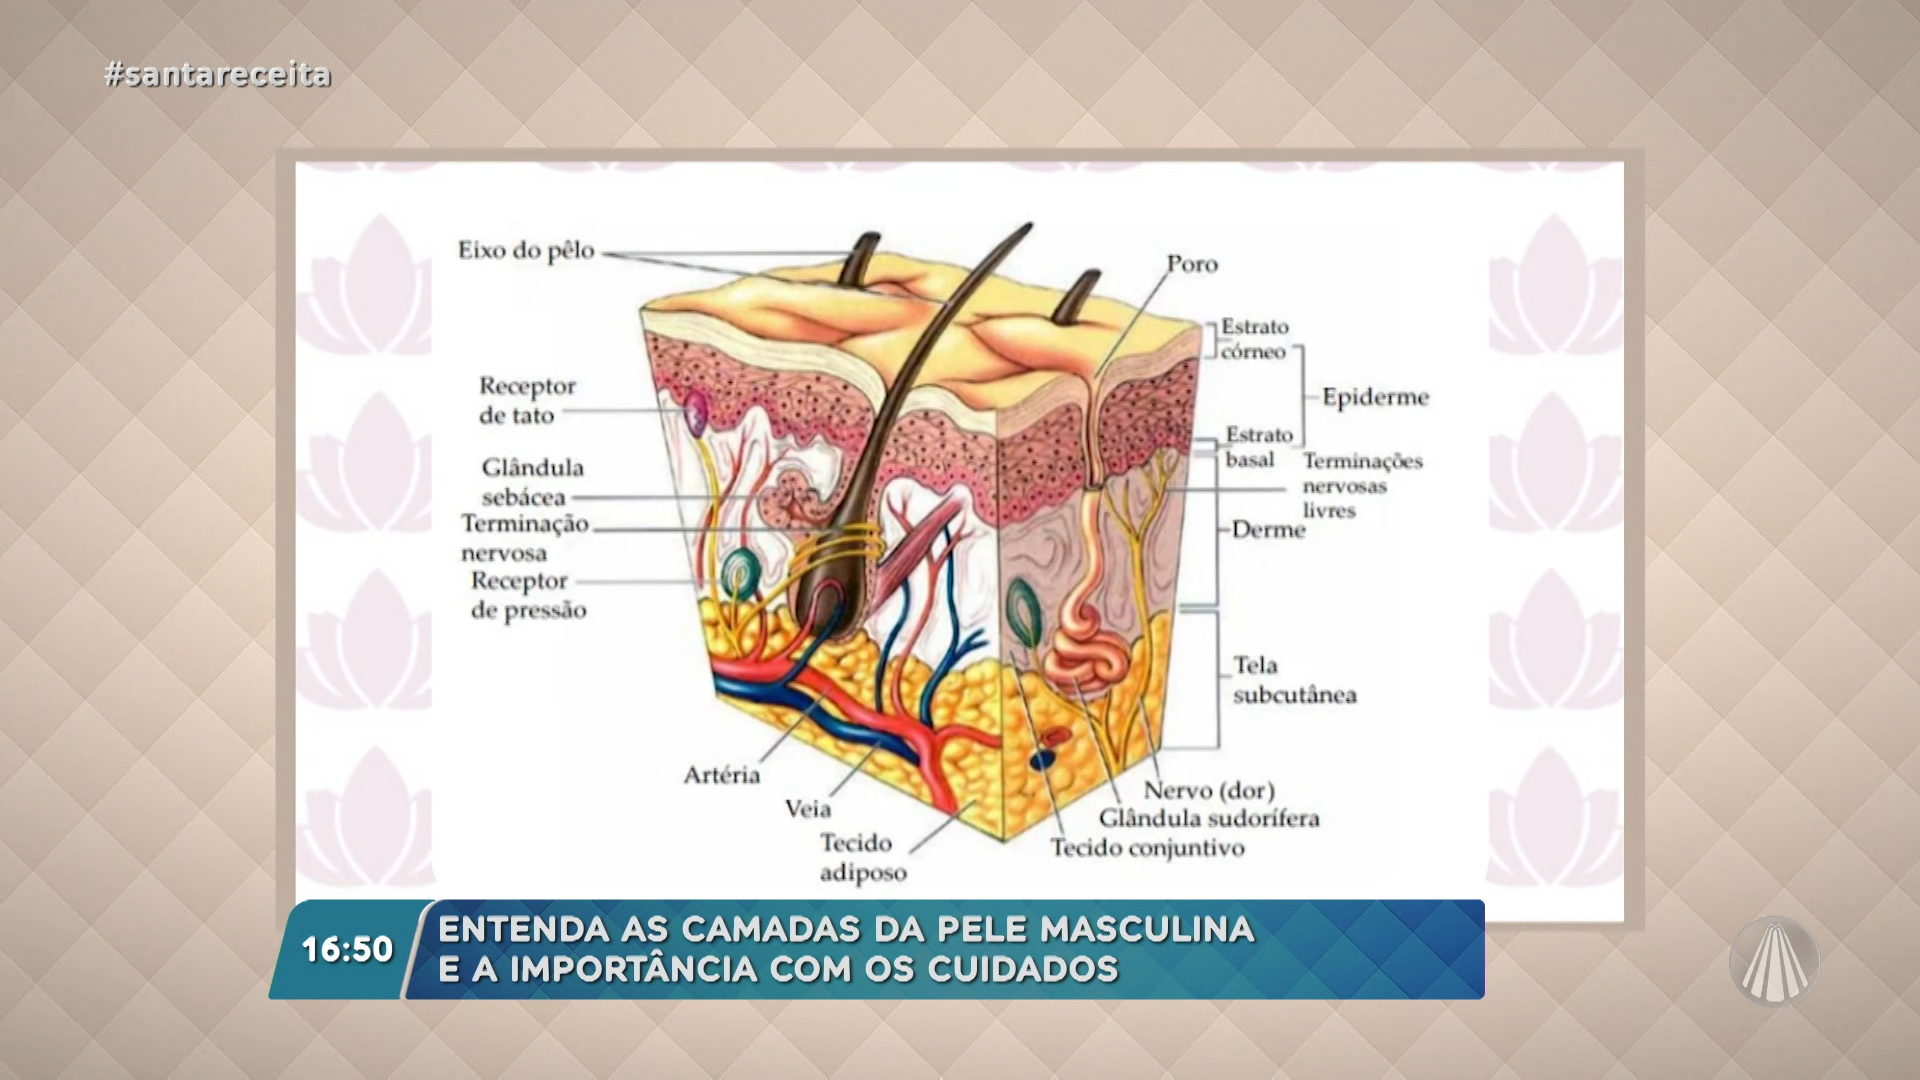 #santareceita
Eixo do pêlo
Poro
Estrato
córneo
Epiderme
Receptor
de tato
Estrato
basal
Terminações
nervosas
livres
Glândula
sebácea
Terminação
nervosa
Derme
Receptor
de pressão
Tela
subcutânea
Artéria
Veia
Tecido
adiposo
Nervo (dor)
Glândula sudorífera
Tecido conjuntivo
16:50
ENTENDA AS CAMADAS DA PELE MASCULINA
E A IMPORTÂNCIA COM OS CUIDADOS